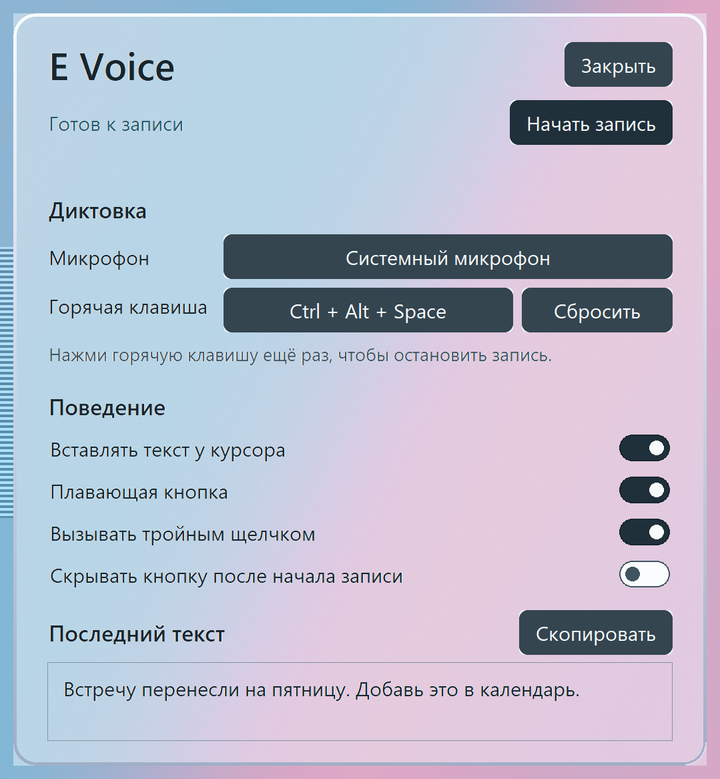 E Voice
Закрыть
Готов к записи
Начать запись
Диктовка
Микрофон
Системный микрофон
Горячая клавиша
Ctrl + Alt + Space
Сбросить
Нажми горячую клавишу ещё раз, чтобы остановить запись.
Поведение
Вставлять текст у курсора
Плавающая кнопка
Вызывать тройным щелчком
Скрывать кнопку после начала записи
Последний текст
Скопировать
Встречу перенесли на пятницу. Добавь это в календарь.